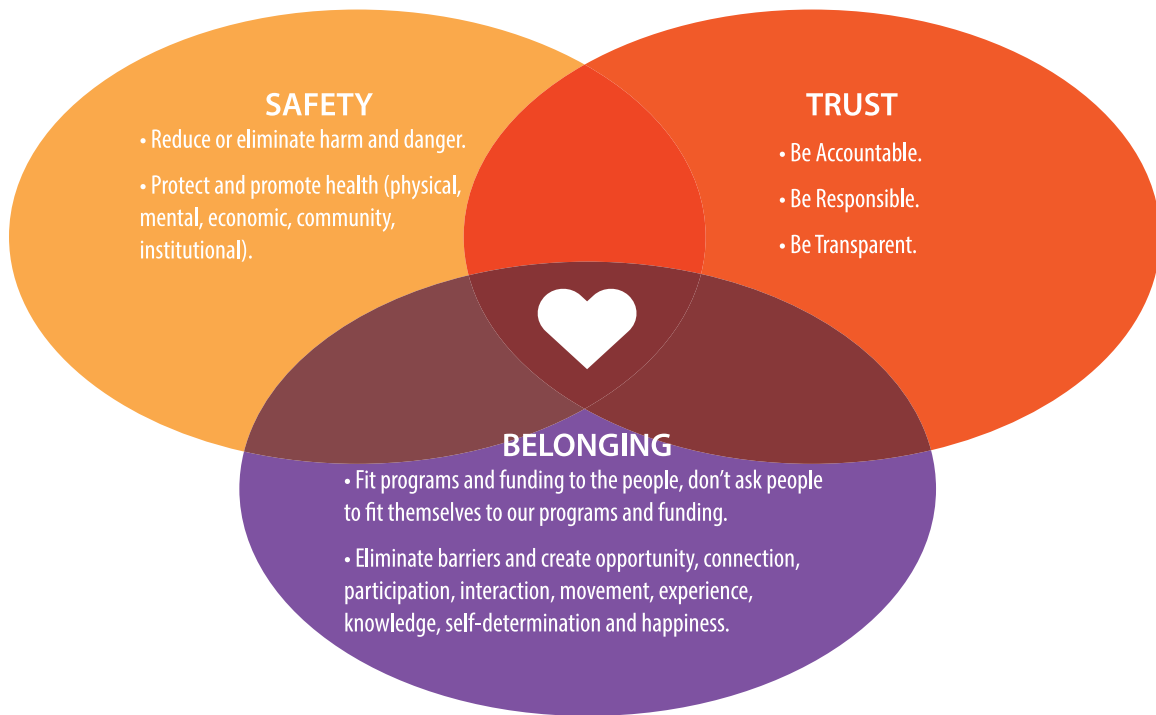 SAFETY
• Reduce or eliminate harm and danger.
• Protect and promote health (physical,
mental, economic, community,
institutional).
TRUST
• Be Accountable.
• Be Responsible.
• Be Transparent.
BELONGING
• Fit programs and funding to the people, don’t ask people
to fit themselves to our programs and funding.
• Eliminate barriers and create opportunity, connection,
participation, interaction, movement, experience,
knowledge, self-determination and happiness.